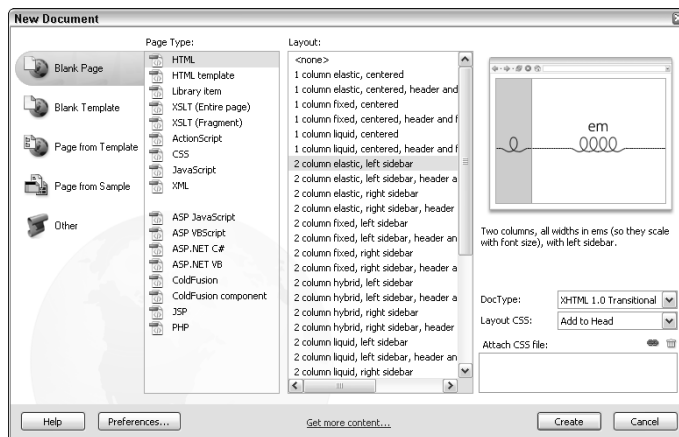 New Document
Page Type:
Layout:
Blank Page
Blank Template
Page from Template
Page from Sample
Other
HTML
HTML template
Library item
XSLT (Entire page)
XSLT (Fragment)
ActionScript
CSS
JavaScript
XML
ASP JavaScript
ASP VBScript
ASP.NET C#
ASP.NET VB
ColdFusion
ColdFusion component
JSP
PHP
<none>
1 column elastic, centered
1 column elastic, centered, header and
1 column fixed, centered
1 column fixed, centered, header and f
1 column liquid, centered
1 column liquid, centered, header and f
2 column elastic, left sidebar
2 column elastic, left sidebar, header a
2 column elastic, right sidebar
2 column elastic, right sidebar, header
2 column fixed, left sidebar
2 column fixed, left sidebar, header an
2 column fixed, right sidebar
2 column fixed, right sidebar, header a
2 column hybrid, left sidebar
2 column hybrid, left sidebar, header a
2 column hybrid, right sidebar
2 column hybrid, right sidebar, header
2 column liquid, left sidebar
2 column liquid, left sidebar, header an
2 column liquid, right sidebar
em
Two columns, all widths in ems (so they scale
with font size), with left sidebar.
DocType: XHTML 1.0 Transitional
Layout CSS: Add to Head
Attach CSS file:
Help
Preferences...
Get more content...
Create
Cancel